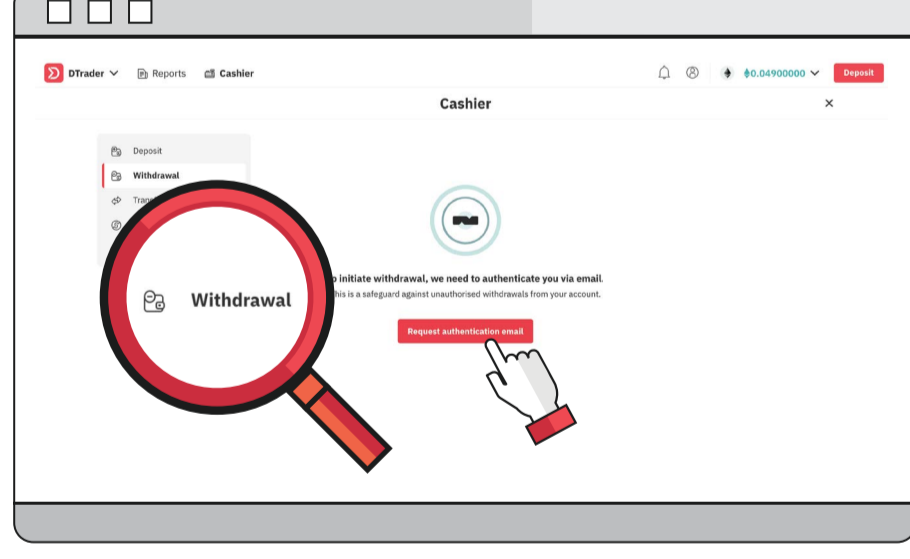 DTrader Reports Cashier 0.04900000 Deposit
Cashier
Deposit
Withdrawal
Withdrawal
initiate withdrawal, we need to authenticate you via email.
is a safeguard against unauthorised withdrawals from your account.
Request authentication email